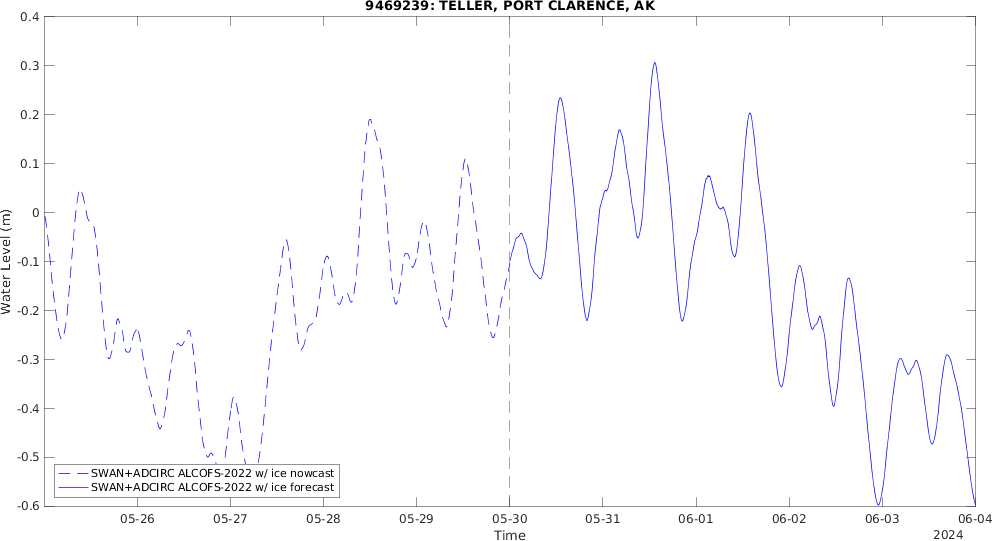 9469239: TELLER, PORT CLARENCE, AK
0.4
0.3
0.2
0.1
0
-0.1
-0.2
-0.3
-0.4
-0.5
-0.6
Water Level (m)
SWAN+ADCIRC ALCOFS-2022 w/ ice nowcast
SWAN+ADCIRC ALCOFS-2022 w/ ice forecast
05-26 05-27 05-28 05-29 05-30 05-31 06-01 06-02 06-03 06-04
Time
2024